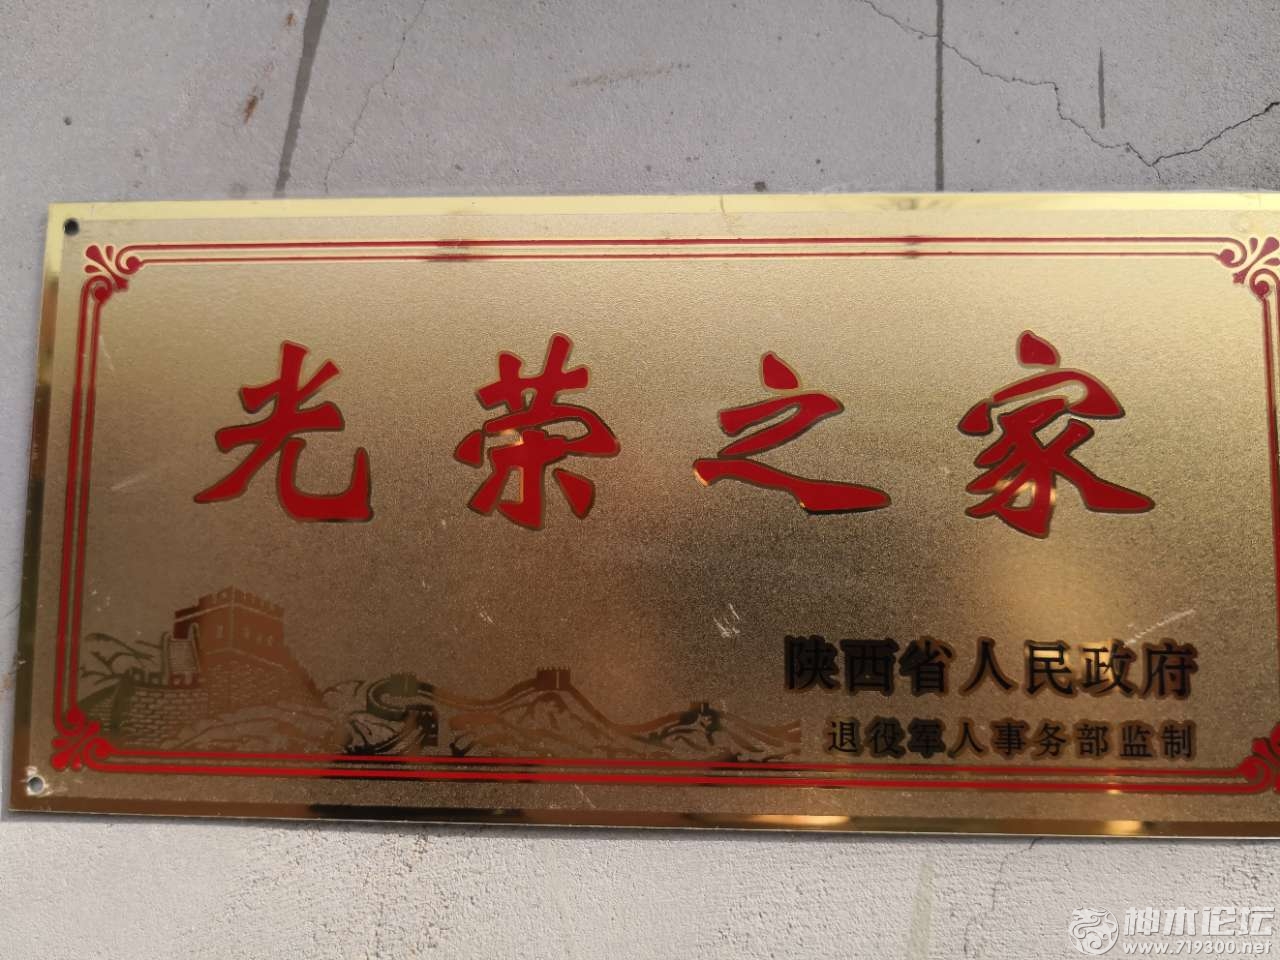 光荣之家
陕西省人民政府
退役军人事务部监制
神木论坛
www.719300.net